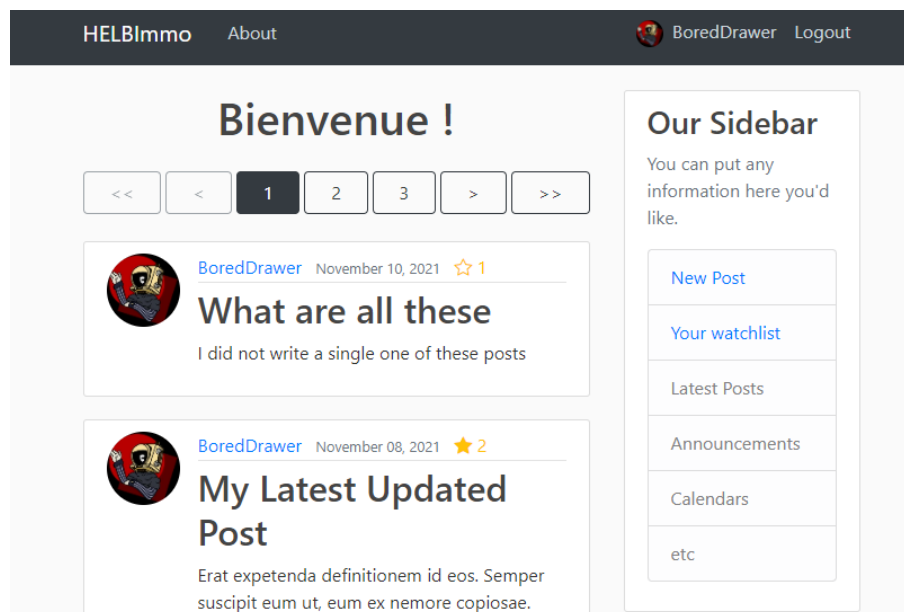 HELBImmo About BoredDrawer Logout
Bienvenue !
<< < 1 2 3 > >>
BoredDrawer November 10, 2021 1
What are all these
I did not write a single one of these posts
BoredDrawer November 08, 2021 2
My Latest Updated
Post
Erat expetenda definitionem id eos. Semper
suscipit eum ut, eum ex nemore copiosae.
Our Sidebar
You can put any
information here you'd
like.
New Post
Your watchlist
Latest Posts
Announcements
Calendars
etc